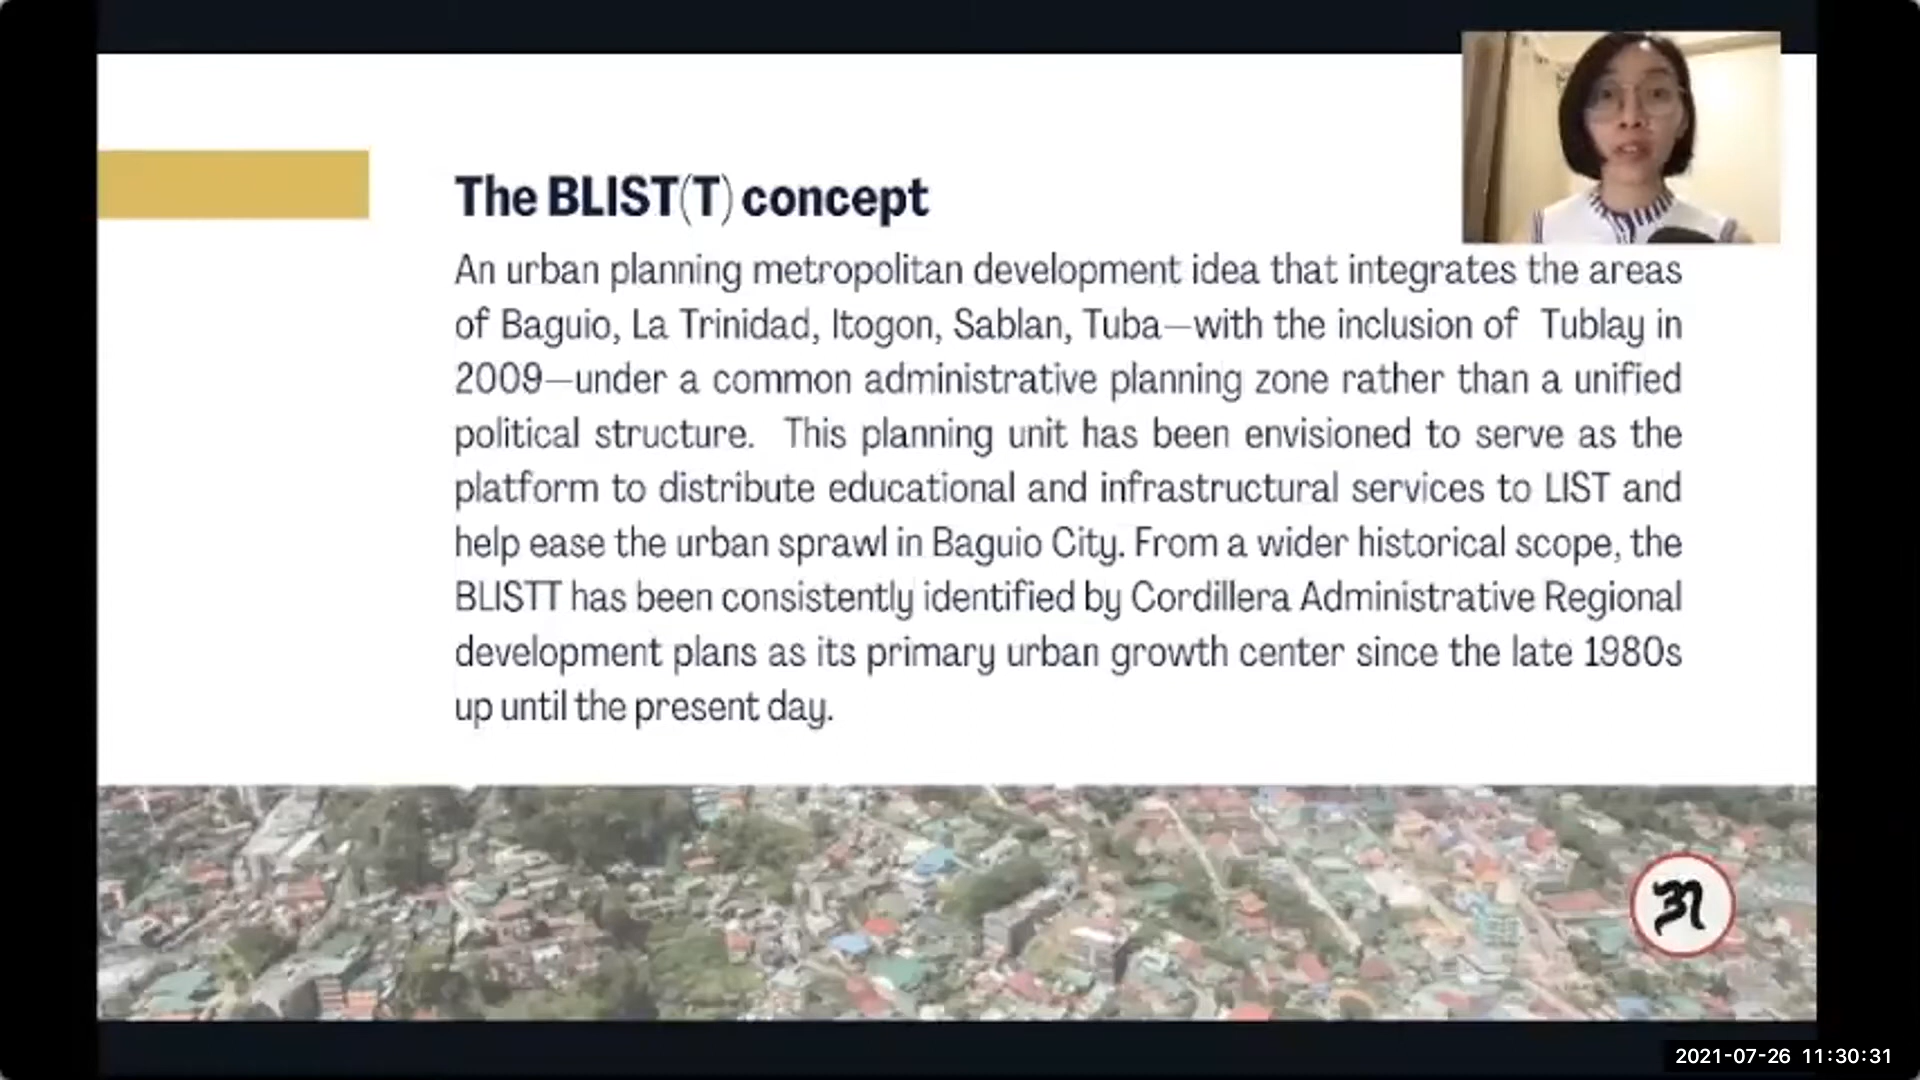 The BLIST(T) concept
An urban planning metropolitan development idea that integrates the areas
of Baguio, La Trinidad, Itogon, Sablan, Tuba—with the inclusion of Tublay in
2009—under a common administrative planning zone rather than a unified
political structure. This planning unit has been envisioned to serve as the
platform to distribute educational and infrastructural services to LIST and
help ease the urban sprawl in Baguio City. From a wider historical scope, the
BLISTT has been consistently identified by Cordillera Administrative Regional
development plans as its primary urban growth center since the late 1980s
up until the present day.
2021-07-26 11:30:31